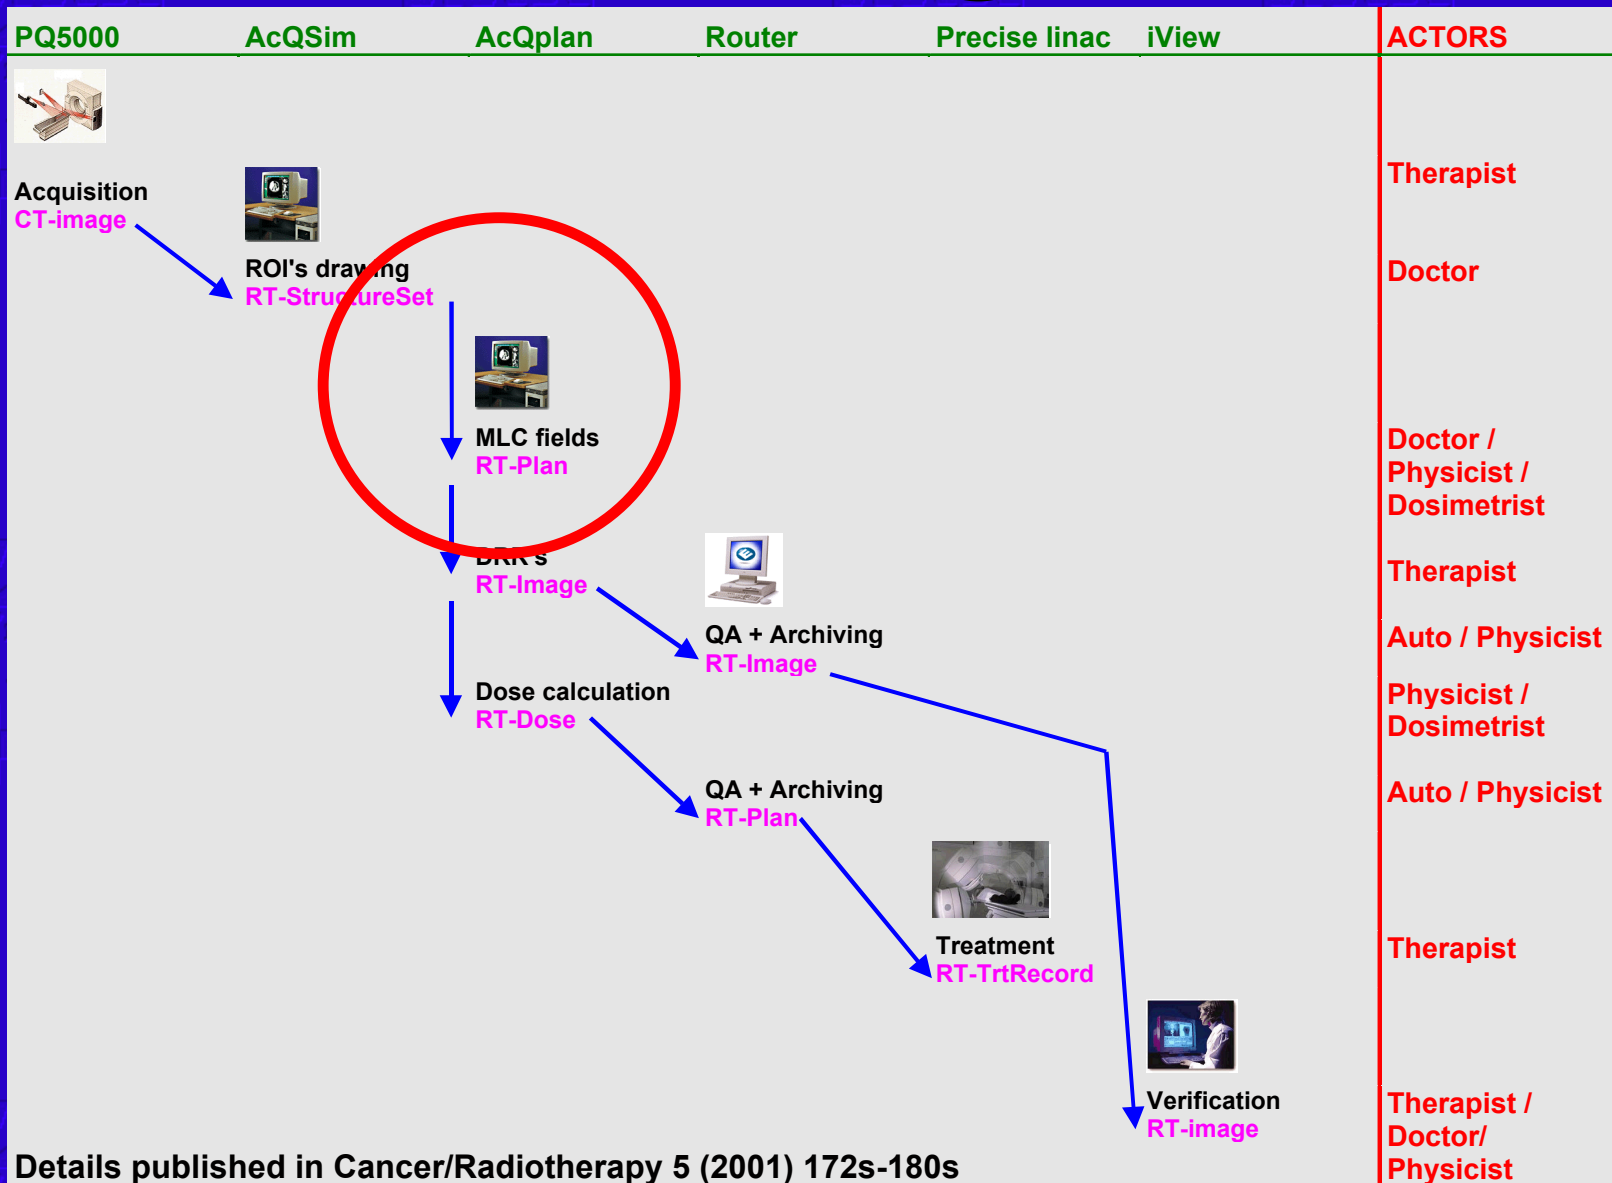 PQ5000 AcQSim AcQplan Router Precise linac iView ACTORS
Acquisition
CT-image
Therapist
ROI's drawing
RT-StructureSet
Doctor
MLC fields
RT-Plan
Doctor /
Physicist /
Dosimetrist
DRR's
RT-Image
Therapist
QA + Archiving
RT-Image
Auto / Physicist
Dose calculation
RT-Dose
Physicist /
Dosimetrist
QA + Archiving
RT-Plan
Auto / Physicist
Treatment
RT-TrtRecord
Therapist
Verification
RT-image
Therapist /
Doctor/
Physicist
Details published in Cancer/Radiotherapy 5 (2001) 172s-180s